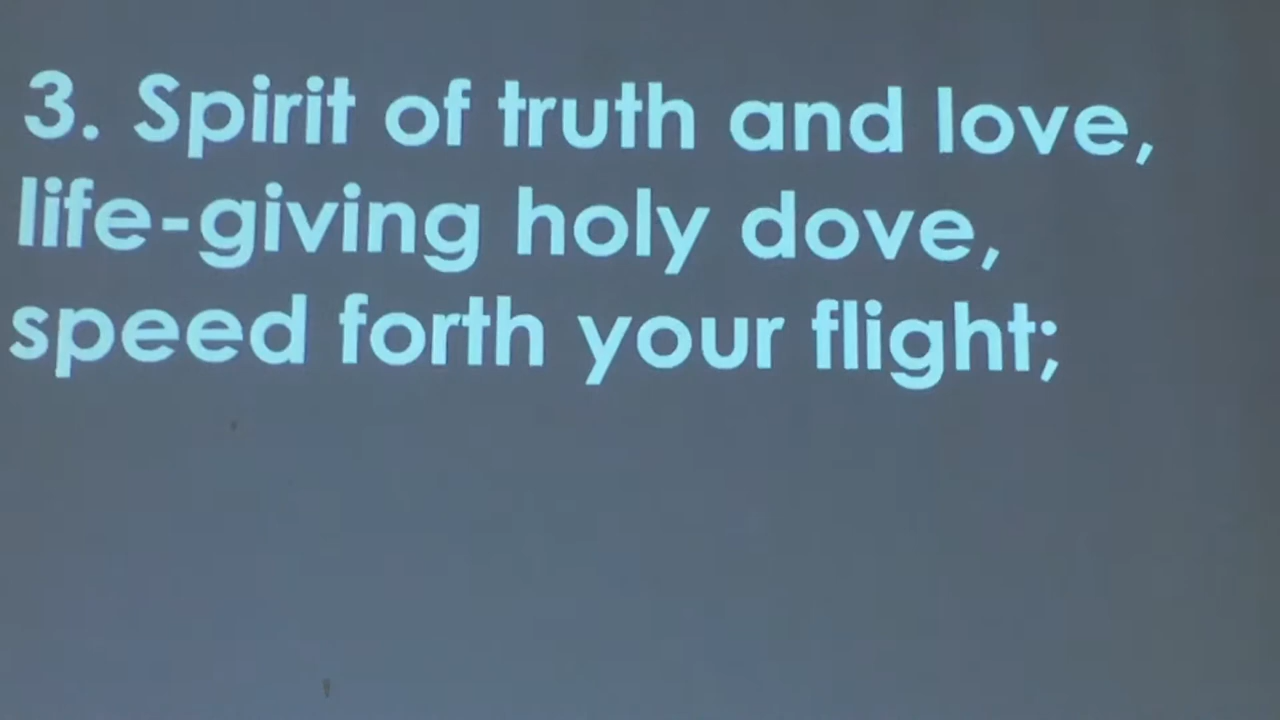 3. Spirit of truth and love,
life-giving holy dove,
speed forth your flight;